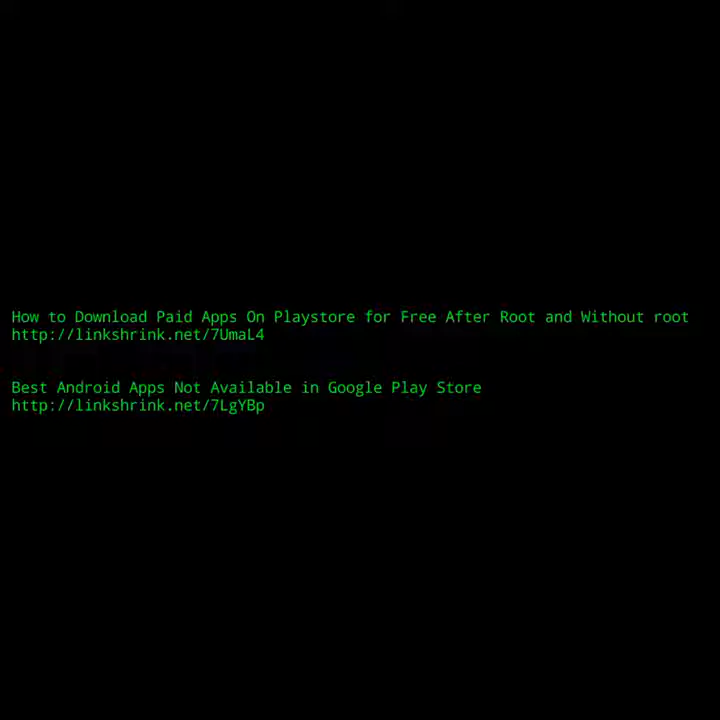 How to Download Paid Apps On Playstore for Free After Root and Without root
http://linkshrink.net/7UmaL4
Best Android Apps Not Available in Google Play Store
http://linkshrink.net/7LgYBp